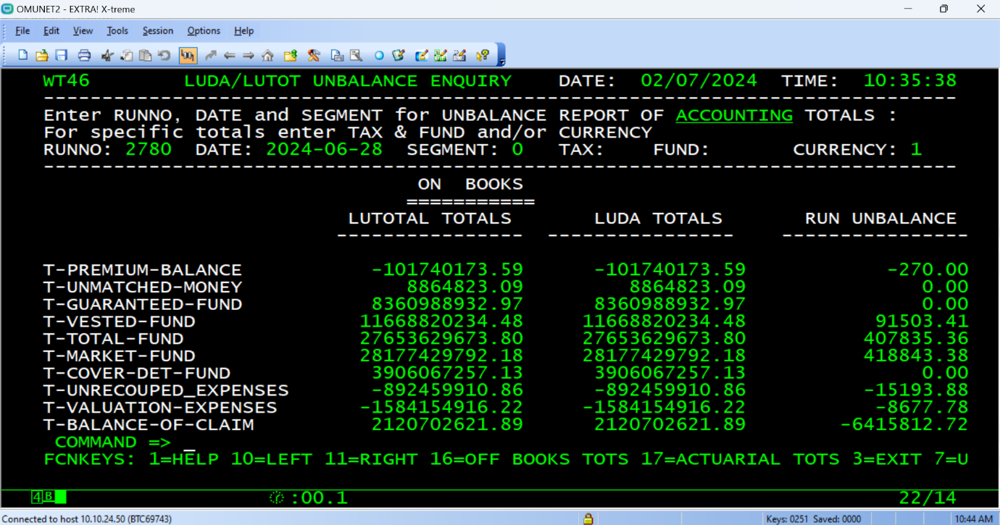 OMUNET2 - EXTRA! X-treme
File Edit View Tools Session Options Help
WT46 LUDA/LUTOT UNBALANCE ENQUIRY DATE: 02/07/2024 TIME: 10:35:38
--------------------------------------------------------------------------------
Enter RUNNO, DATE and SEGMENT for UNBALANCE REPORT OF ACCOUNTING TOTALS :
For specific totals enter TAX & FUND and/or CURRENCY
RUNNO: 2780 DATE: 2024-06-28 SEGMENT: 0 TAX: FUND: CURRENCY: 1
--------------------------------------------------------------------------------
ON BOOKS
===========
LUTOTAL TOTALS LUDA TOTALS RUN UNBALANCE
---------------- ---------------- ----------------
T-PREMIUM-BALANCE -101740173.59 -101740173.59 -270.00
T-UNMATCHED-MONEY 8864823.09 8864823.09 0.00
T-GUARANTEED-FUND 8360988932.97 8360988932.97 0.00
T-VESTED-FUND 11668820234.48 11668820234.48 91503.41
T-TOTAL-FUND 27653629673.80 27653629673.80 407835.36
T-MARKET-FUND 28177429792.18 28177429792.18 418843.38
T-COVER-DET-FUND 3906067257.13 3906067257.13 0.00
T-UNRECOUPED_EXPENSES -892459910.86 -892459910.86 -15193.88
T-VALUATION-EXPENSES -1584154916.22 -1584154916.22 -8677.78
T-BALANCE-OF-CLAIM 2120702621.89 2120702621.89 -6415812.72
COMMAND => _
FCNKEYS: 1=HELP 10=LEFT 11=RIGHT 16=OFF BOOKS TOTS 17=ACTUARIAL TOTS 3=EXIT 7=U
4 B :00.1 22/14
Connected to host 10.10.24.50 (BTC69743) Keys: 0251 Saved: 0000 10:44 AM